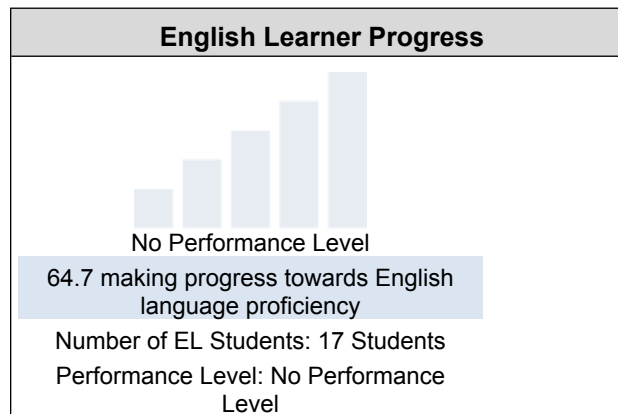 English Learner Progress
No Performance Level
64.7 making progress towards English
language proficiency
Number of EL Students: 17 Students
Performance Level: No Performance
Level